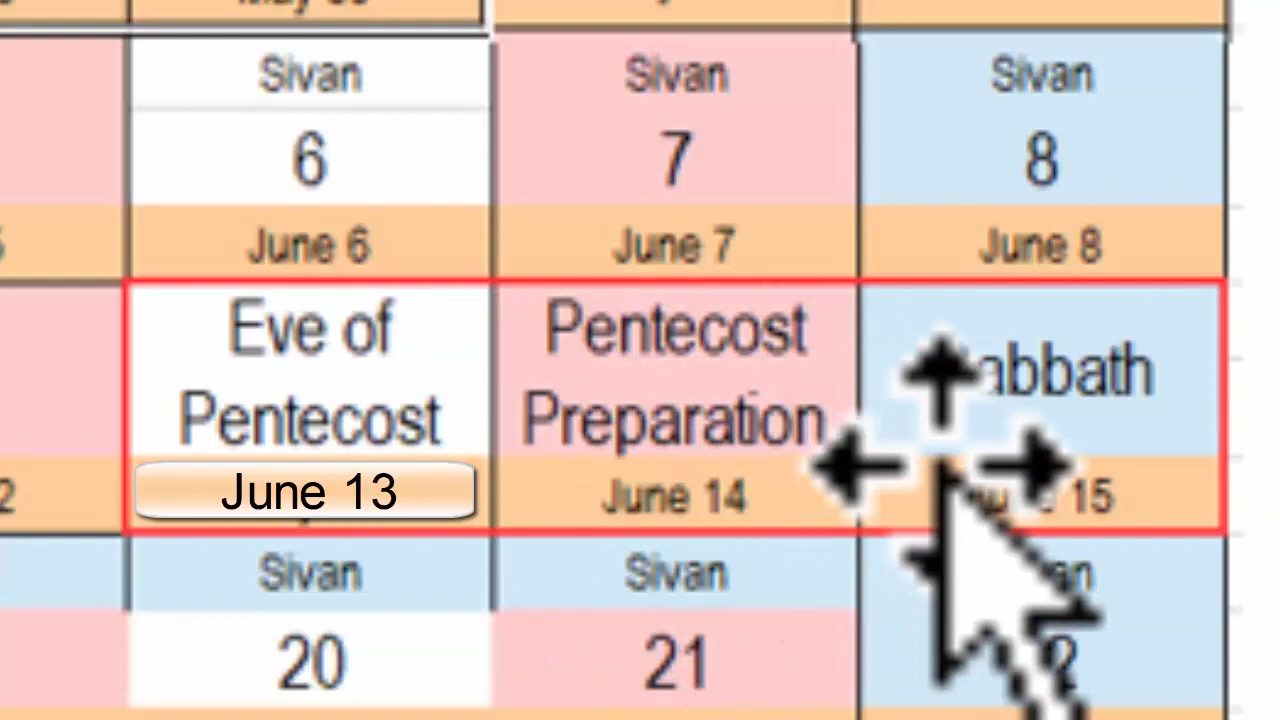 Sivan Sivan Sivan
6 7 8
June 6 June 7 June 8
Eve of Pentecost
Pentecost Preparation
June 13 June 14 15
Sivan Sivan
20 21